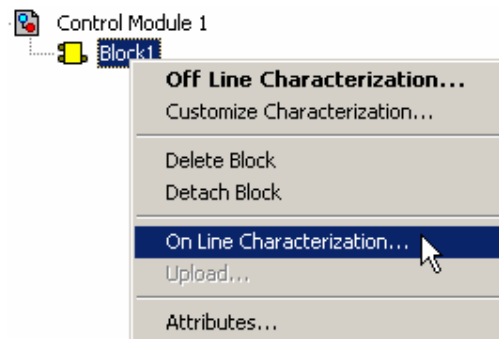 Control Module 1
Block1
Off Line Characterization...
Customize Characterization...
Delete Block
Detach Block
On Line Characterization...
Upload...
Attributes...